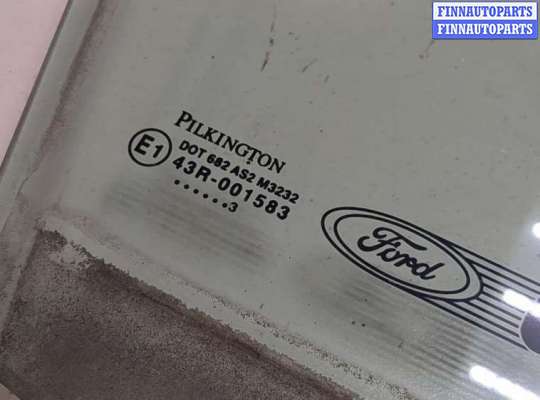 FINNAUTOPARTS
FINNAUTOPARTS
PILKINGTON
E1
DOT 682 AS2 M3232
43R-001583
......3
Ford